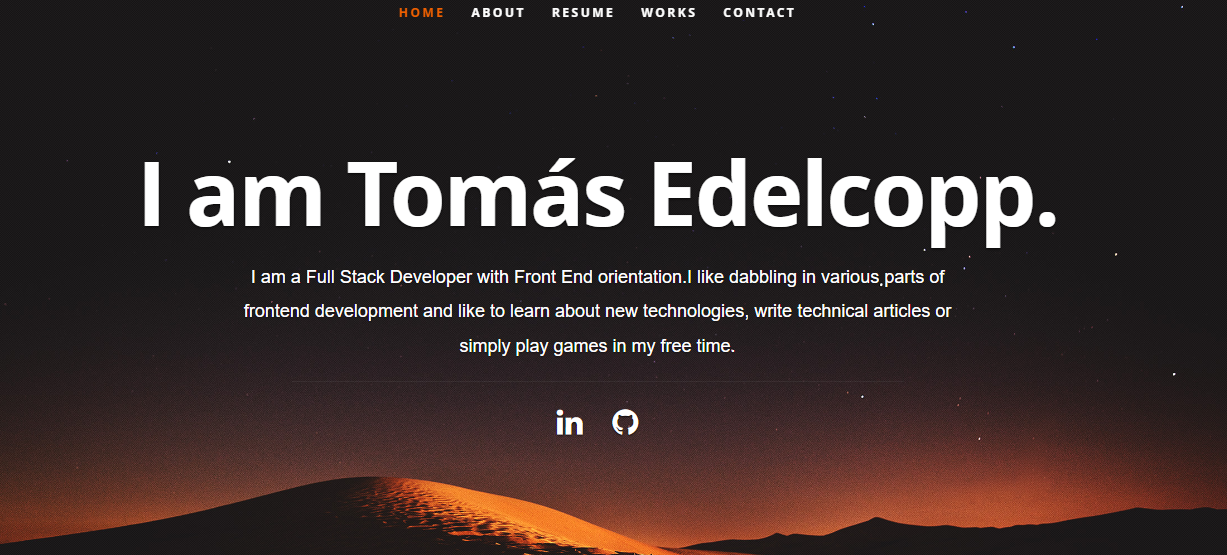 HOME ABOUT RESUME WORKS CONTACT
I am Tomás Edelcopp.
I am a Full Stack Developer with Front End orientation.I like dabbling in various parts of
frontend development and like to learn about new technologies, write technical articles or
simply play games in my free time.
in